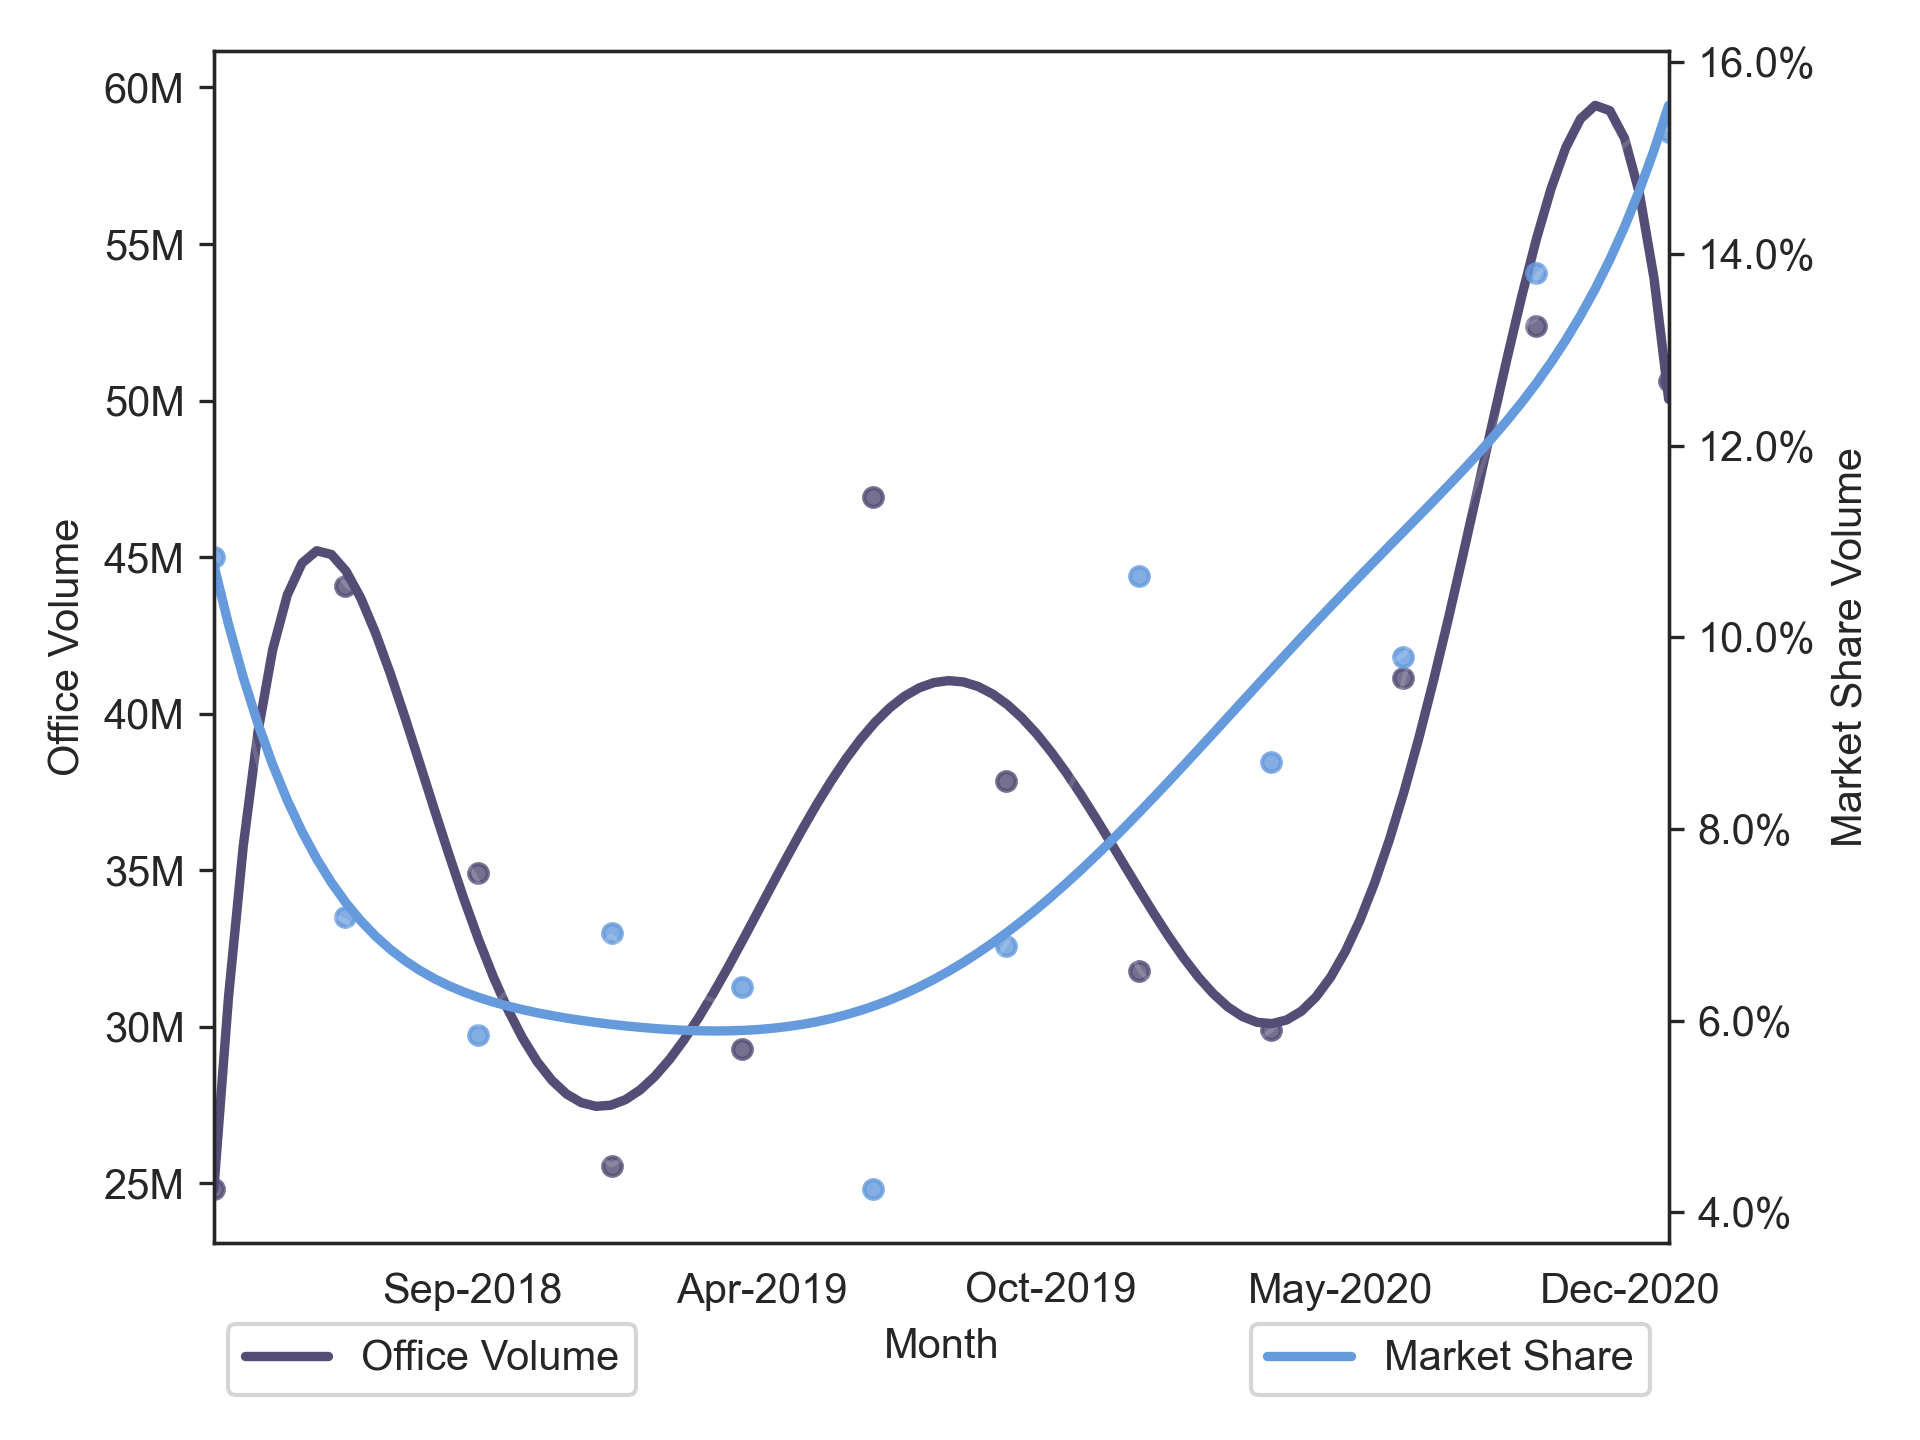 60M
55M
50M
45M
40M
35M
30M
25M
Office Volume
16.0%
14.0%
12.0%
10.0%
8.0%
6.0%
4.0%
Market Share Volume
Sep-2018
Apr-2019
Oct-2019
May-2020
Dec-2020
Month
Office Volume
Market Share